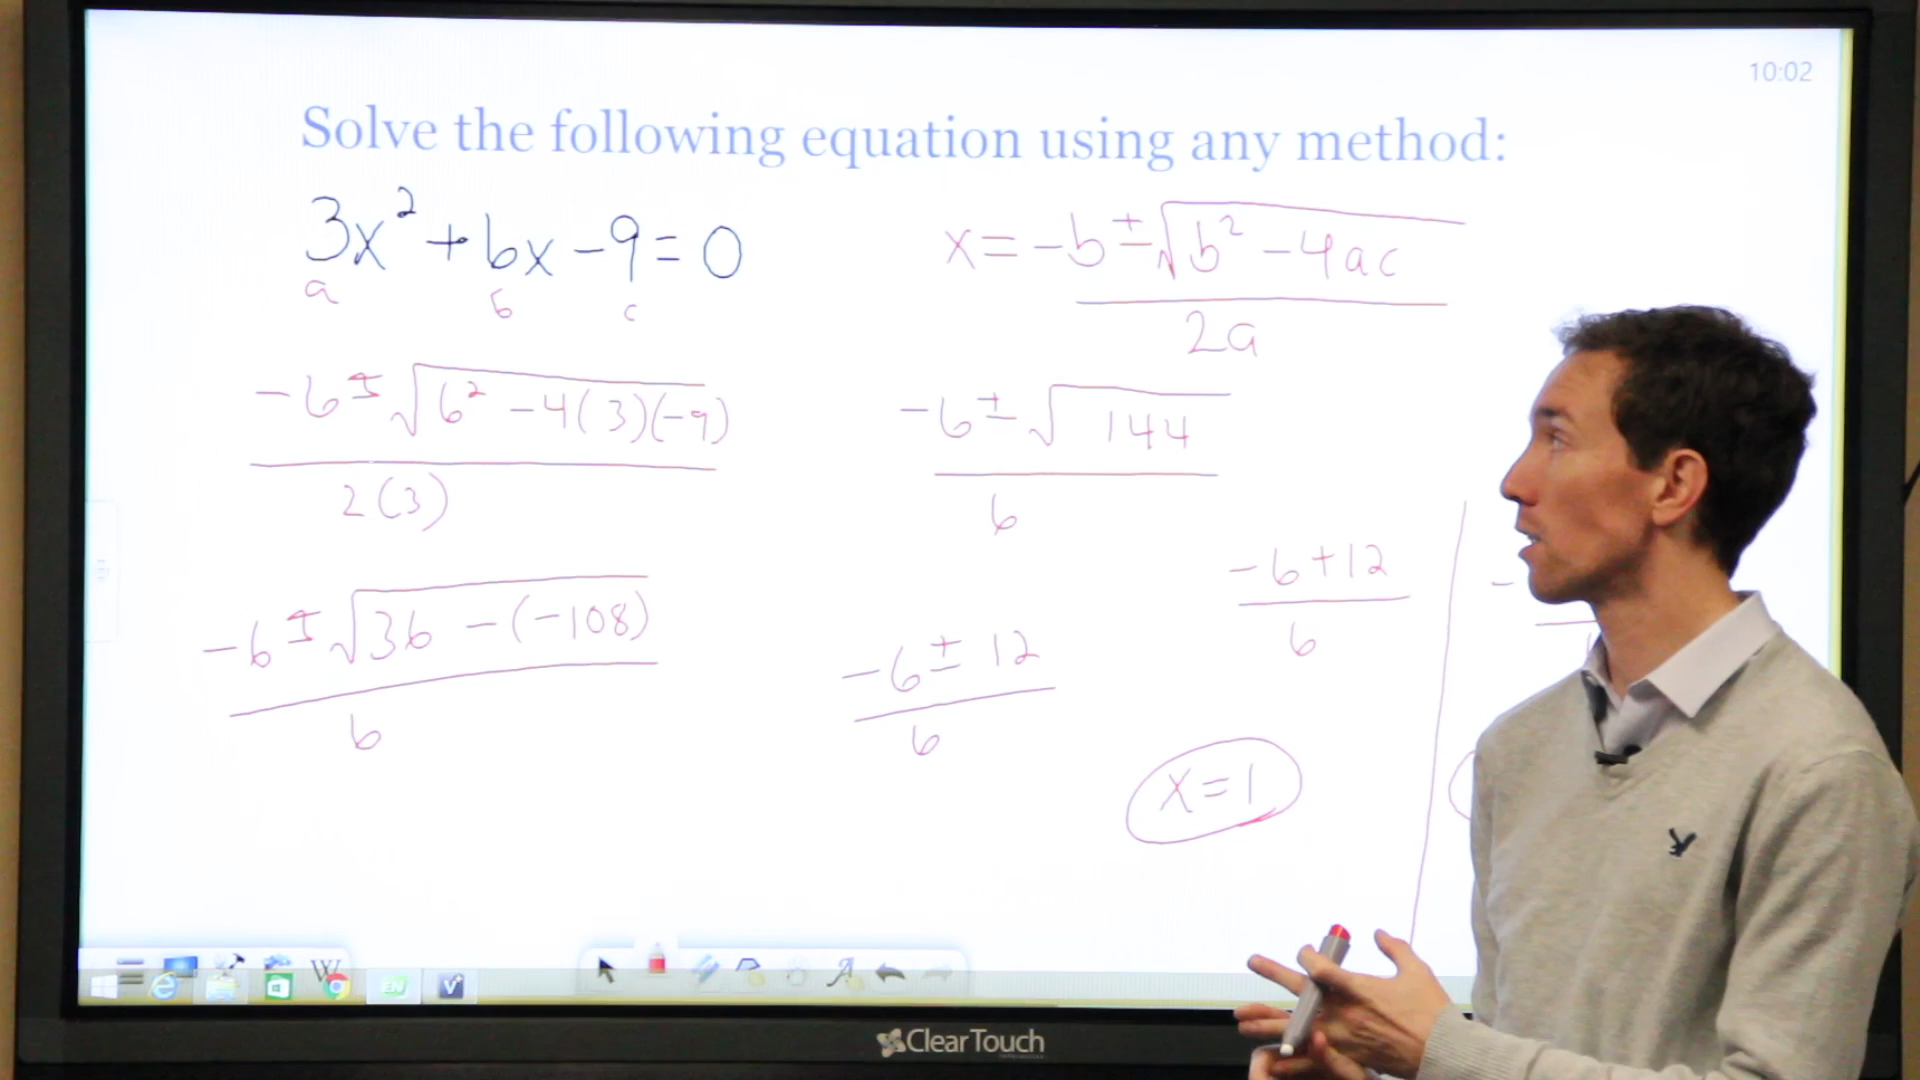 10:02
Solve the following equation using any method:
3x² + 6x - 9 = 0
a b c
x = -b ± √b² - 4ac
2a
-6 ± √6² - 4(3)(-9)
2(3)
-6 ± √144
6
-6 ± √36 - (-108)
6
-6 ± 12
6
-6 + 12
6
x = 1
W
EN
V+
ClearTouch